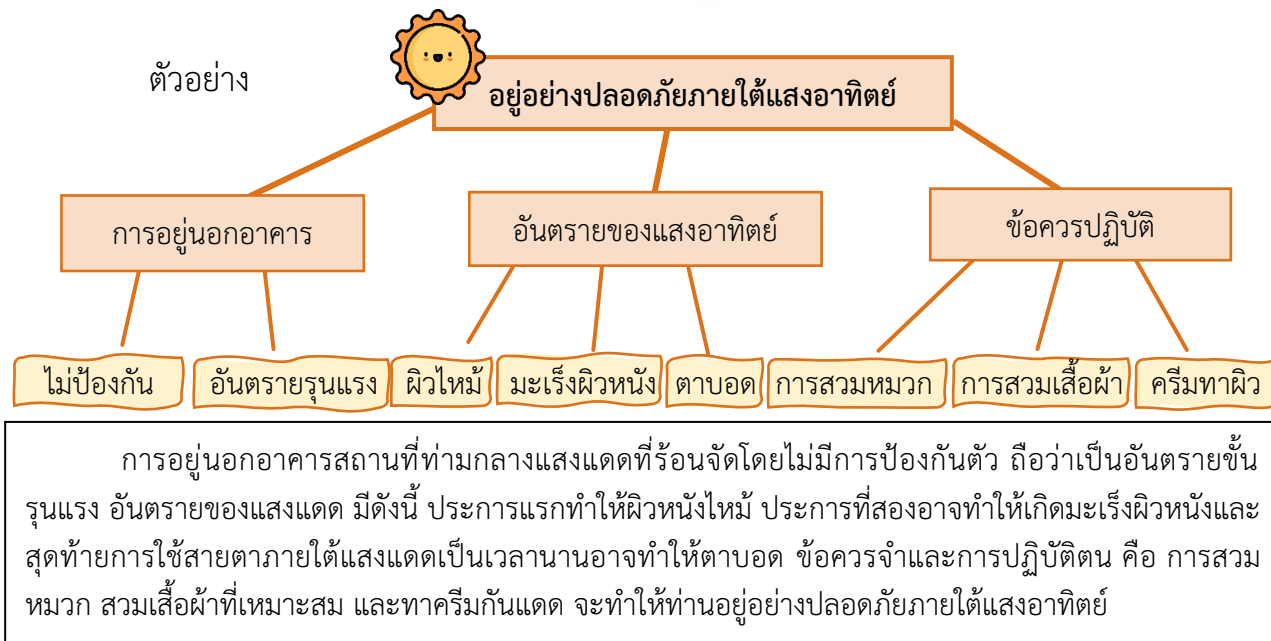 ตัวอย่าง
อยู่อย่างปลอดภัยภายใต้แสงอาทิตย์
การอยู่นอกอาคาร
อันตรายของแสงอาทิตย์
ข้อควรปฏิบัติ
ไม่ป้องกัน
อันตรายรุนแรง
ผิวไหม้
มะเร็งผิวหนัง
ตาบอด
การสวมหมวก
การสวมเสื้อผ้า
ครีมทาผิว
การอยู่นอกอาคารสถานที่ท่ามกลางแสงแดดที่ร้อนจัดโดยไม่มีการป้องกันตัว ถือว่าเป็นอันตรายขั้น
รุนแรง อันตรายของแสงแดด มีดังนี้ ประการแรกทำให้ผิวหนังไหม้ ประการที่สองอาจทำให้เกิดมะเร็งผิวหนังและ
สุดท้ายการใช้สายตาภายใต้แสงแดดเป็นเวลานานอาจทำให้ตาบอด ข้อควรจำและการปฏิบัติตน คือ การสวม
หมวก สวมเสื้อผ้าที่เหมาะสม และทาครีมกันแดด จะทำให้ท่านอยู่อย่างปลอดภัยภายใต้แสงอาทิตย์